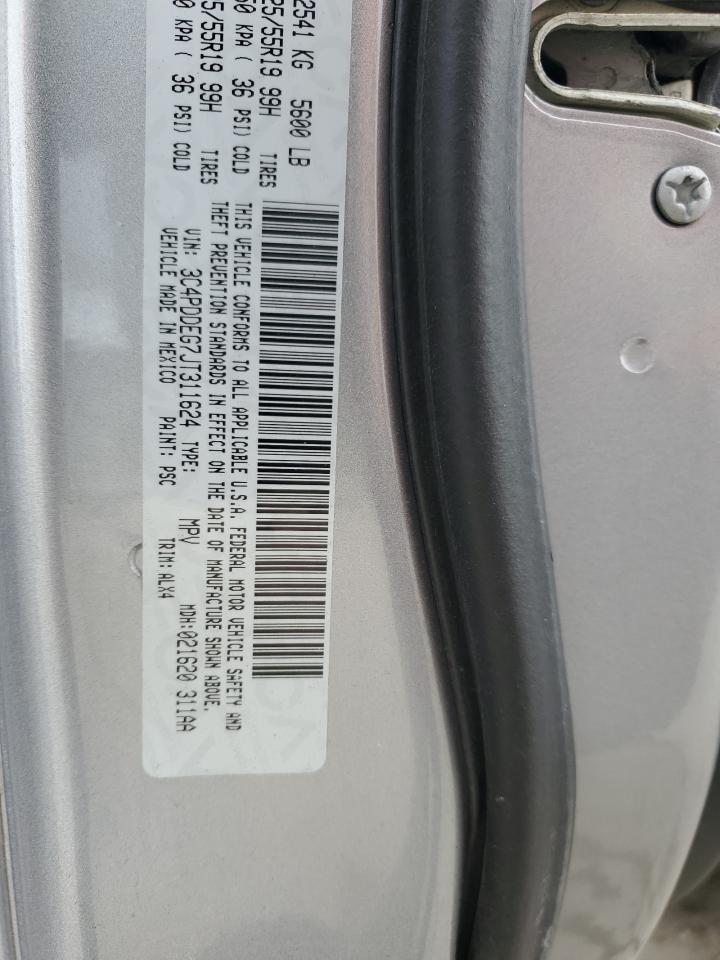 2541 KG 5600 LB
25/55R19 99H TIRES
60 KPA ( 36 PSI) COLD
5/55R19 99H TIRES
0 KPA ( 36 PSI) COLD
THIS VEHICLE CONFORMS TO ALL APPLICABLE U.S.A. FEDERAL MOTOR VEHICLE SAFETY AND
THEFT PREVENTION STANDARDS IN EFFECT ON THE DATE OF MANUFACTURE SHOWN ABOVE.
VIN: 3C4PDDEG7JT311624 TYPE: MPV MDH:021620 311AA
VEHICLE MADE IN MEXICO PAINT: PSC TRIM: ALX4